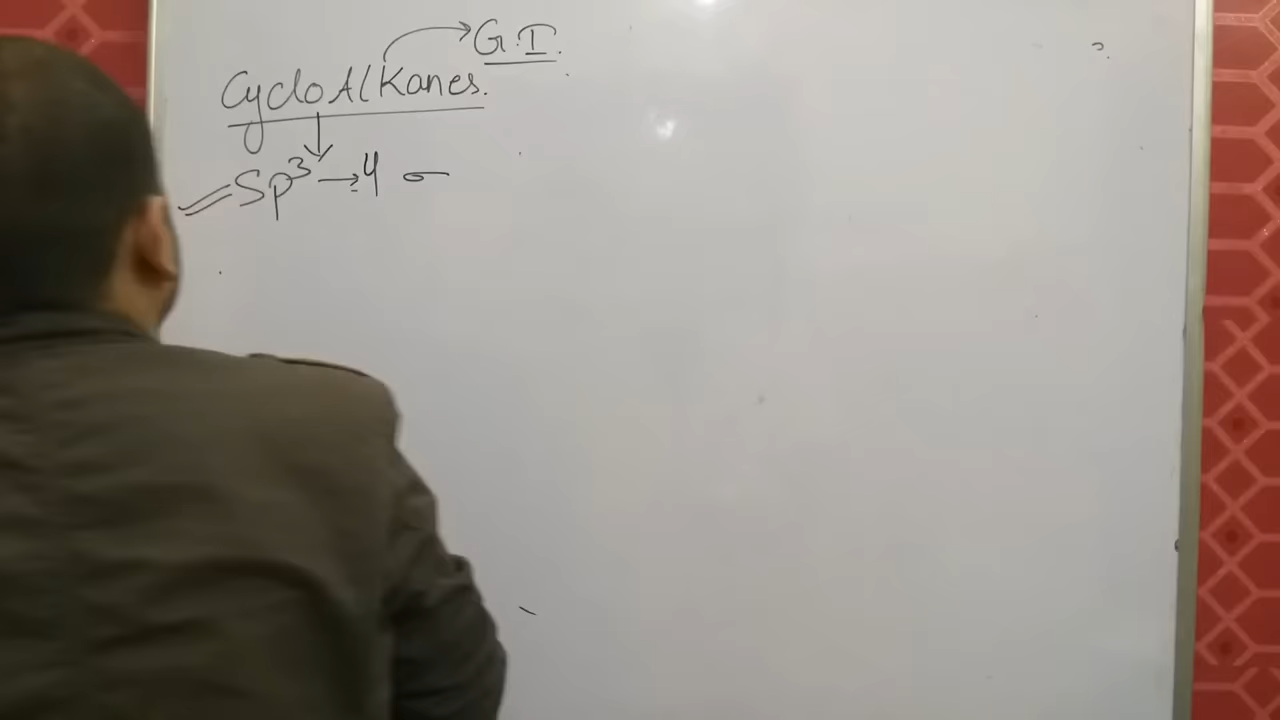 G.I.
CycloAlkanes.
Sp³ → 4 σ